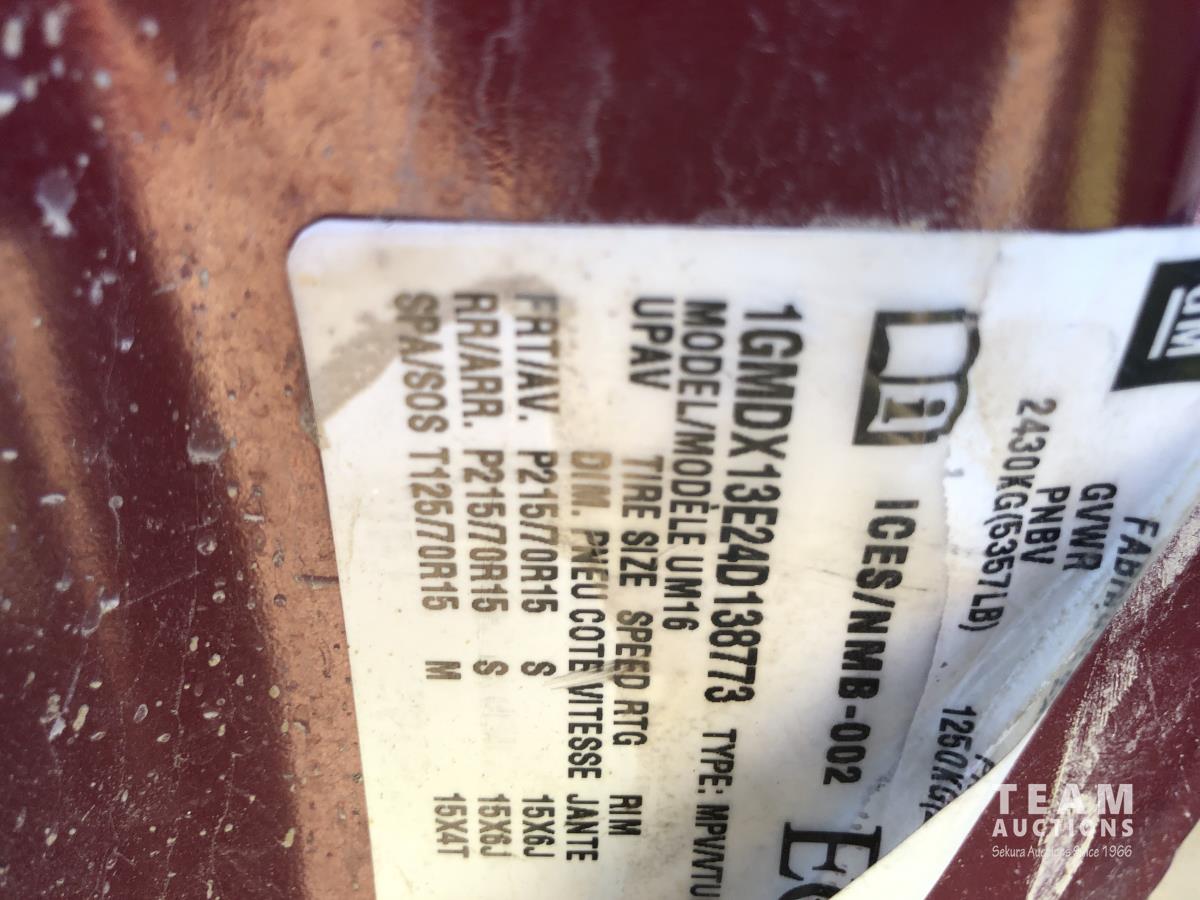 GM
FABR
GVWR
PNBV
2430KG(5357LB)
1250KG
ICES/NMB-002
1GMDX13E24D138773 TYPE: MPV/VTU
MODEL/MODÈLE UM16
UPAV
TIRE SIZE SPEED RTG RIM
DIM. PNEU COTE VITESSE JANTE
FRT/AV. P215/70R15 S 15X6J
RR/ARR. P215/70R15 S 15X6J
SPA/SOS T125/70R15 M 15X4T
TEAM
AUCTIONS
Sekura Auctions Since 1966